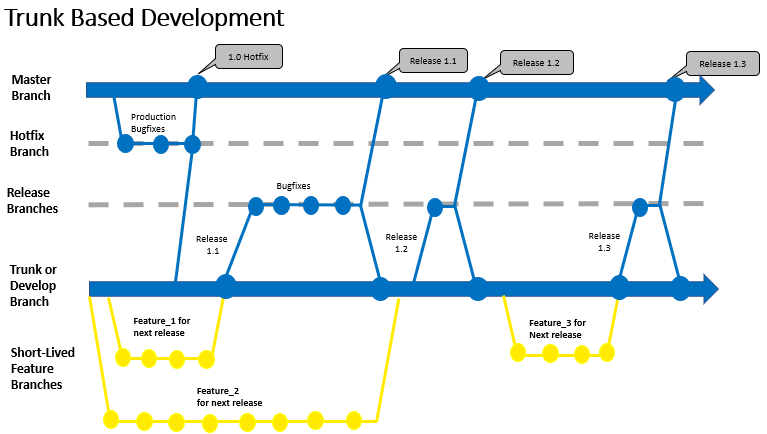 Trunk Based Development
1.0 Hotfix
Release 1.1
Release 1.2
Release 1.3
Master
Branch
Production
Bugfixes
Hotfix
Branch
Bugfixes
Release
Branches
Release
1.1
Release
1.2
Release
1.3
Trunk or
Develop
Branch
Feature_1 for
next release
Feature_3 for
Next release
Short-Lived
Feature
Branches
Feature_2
for next release